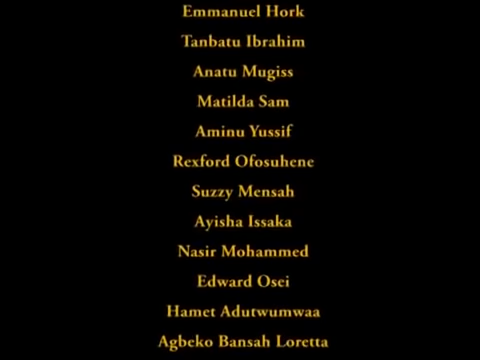 Emmanuel Hork
Tanbatu Ibrahim
Anatu Mugiss
Matilda Sam
Aminu Yussif
Rexford Ofosuhene
Suzzy Mensah
Ayisha Issaka
Nasir Mohammed
Edward Osei
Hamet Adutwumwaa
Agbeko Bansah Loretta